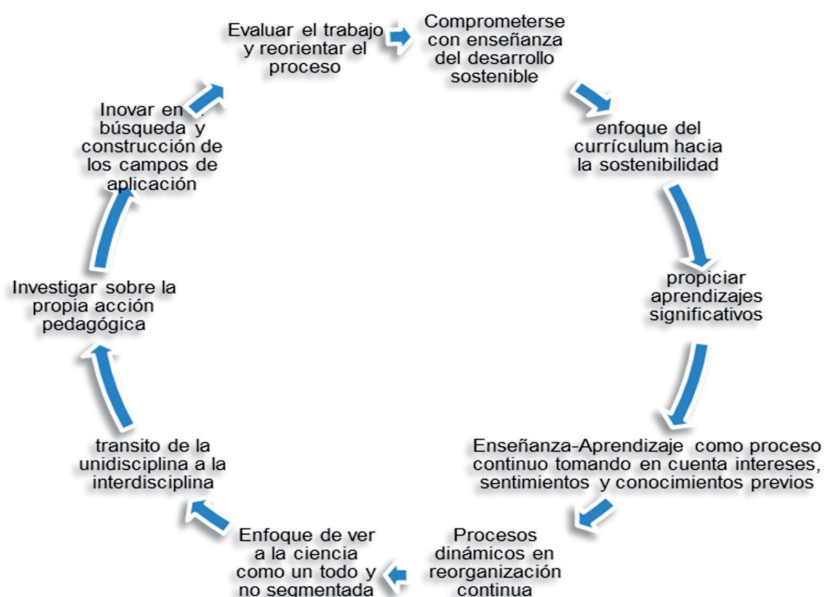 Evaluar el trabajo
y reorientar el
proceso
Comprometerse
con enseñanza
del desarrollo
sostenible
enfoque del
currículum hacia
la sostenibilidad
propiciar
aprendizajes
significativos
Enseñanza-Aprendizaje como proceso
continuo tomando en cuenta intereses,
sentimientos y conocimientos previos
Procesos
dinámicos en
reorganización
continua
Enfoque de ver
a la ciencia
como un todo y
no segmentada
transito de la
unidisciplina a la
interdisciplina
Investigar sobre la
propia acción
pedagógica
Inovar en
búsqueda y
construcción de
los campos de
aplicación